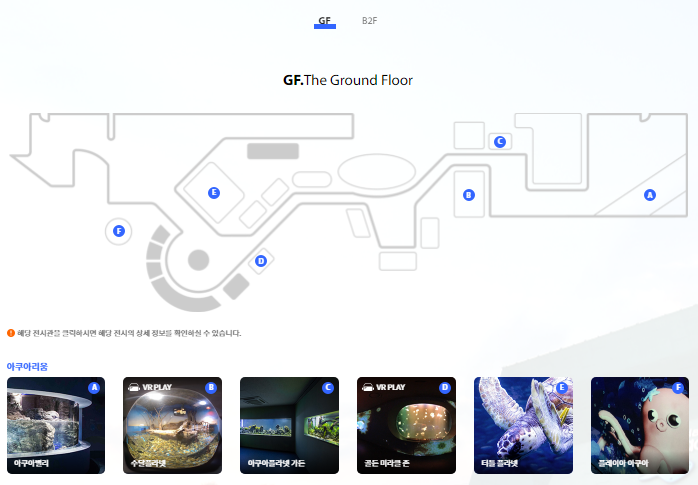 GF B2F
GF.The Ground Floor
C
E
B
A
F
D
! 해당 전시관을 클릭하시면 해당 전시의 상세 정보를 확인하실 수 있습니다.
아쿠아리움
A VR PLAY B C VR PLAY D E F
아쿠아밸리 수달플라넷 아쿠아플라넷 가든 골든 미라클 존 터틀 플라넷 플레이아 아쿠아